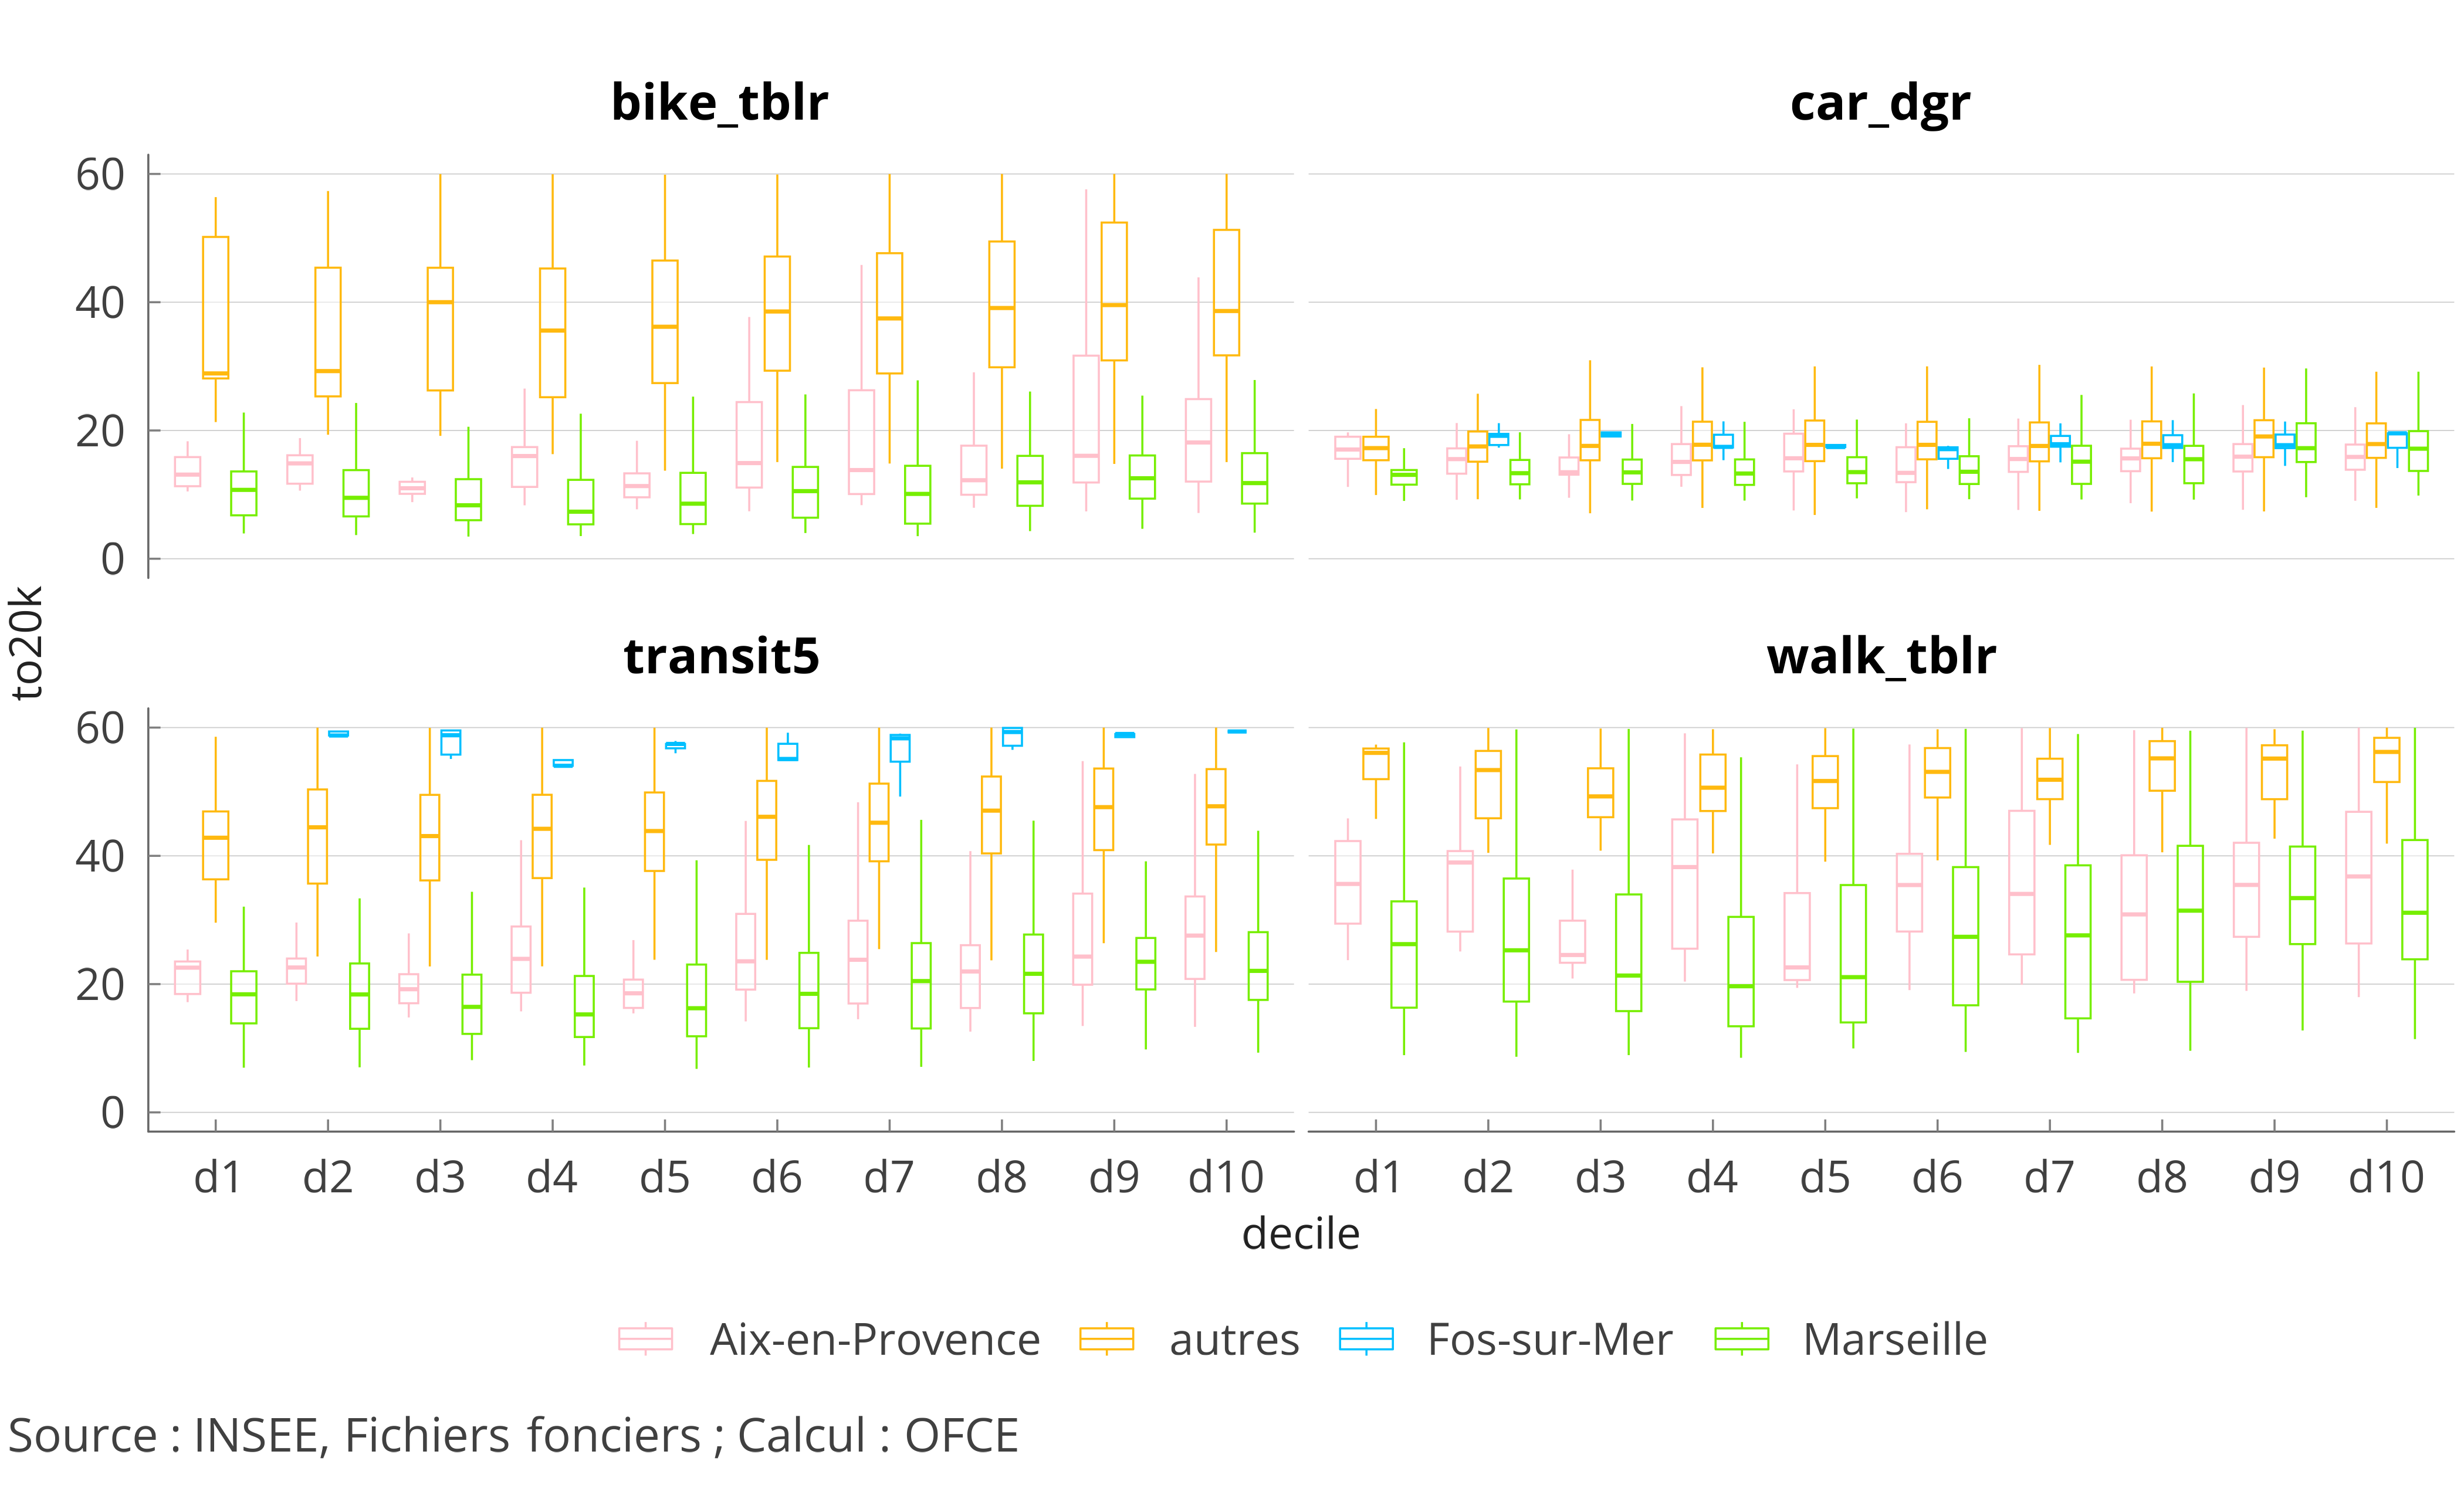 bike_tblr
car_dgr
60
40
20
0
to20k
transit5
walk_tblr
60
40
20
0
d1 d2 d3 d4 d5 d6 d7 d8 d9 d10 d1 d2 d3 d4 d5 d6 d7 d8 d9 d10
decile
Aix-en-Provence autres Fos-sur-Mer Marseille
Source : INSEE, Fichiers fonciers ; Calcul : OFCE